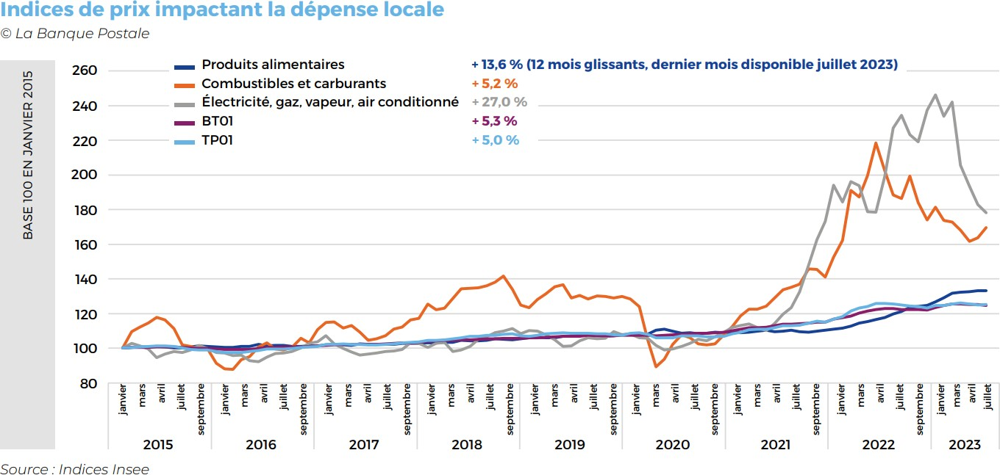 Indices de prix impactant la dépense locale
© La Banque Postale
BASE 100 EN JANVIER 2015
260
240
220
200
180
160
140
120
100
80
Produits alimentaires + 13,6 % (12 mois glissants, dernier mois disponible juillet 2023)
Combustibles et carburants + 5,2 %
Électricité, gaz, vapeur, air conditionné + 27,0 %
BT01 + 5,3 %
TP01 + 5,0 %
janvier mars avril juillet septembre janvier mars avril juillet septembre janvier mars avril juillet septembre janvier mars avril juillet septembre janvier mars avril juillet septembre janvier mars avril juillet septembre janvier mars avril juillet septembre janvier mars avril juillet septembre janvier mars avril juillet
2015 2016 2017 2018 2019 2020 2021 2022 2023
Source : Indices Insee